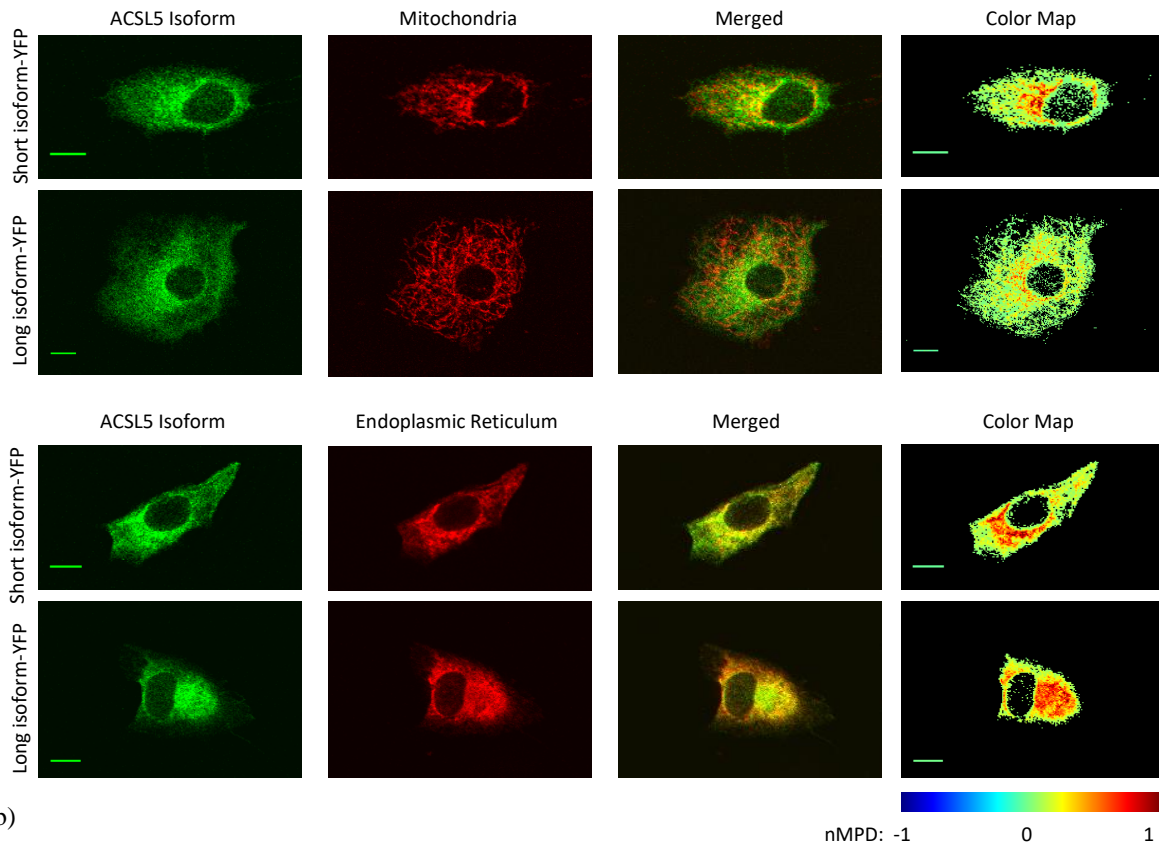 ACSL5 Isoform Mitochondria Merged Color Map
Short isoform-YFP
Long isoform-YFP
ACSL5 Isoform Endoplasmic Reticulum Merged Color Map
Short isoform-YFP
Long isoform-YFP
)
nMPD: -1 0 1